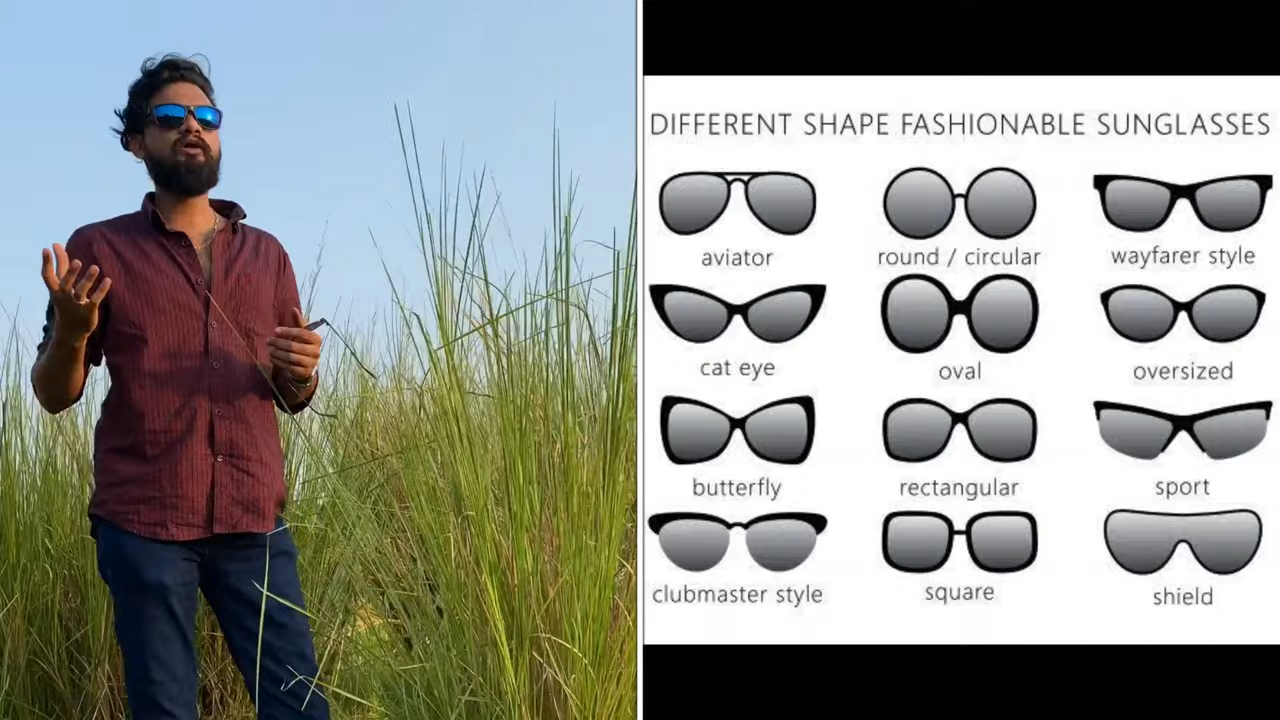 DIFFERENT SHAPE FASHIONABLE SUNGLASSES
aviator
round / circular
wayfarer style
cat eye
oval
oversized
butterfly
rectangular
sport
clubmaster style
square
shield